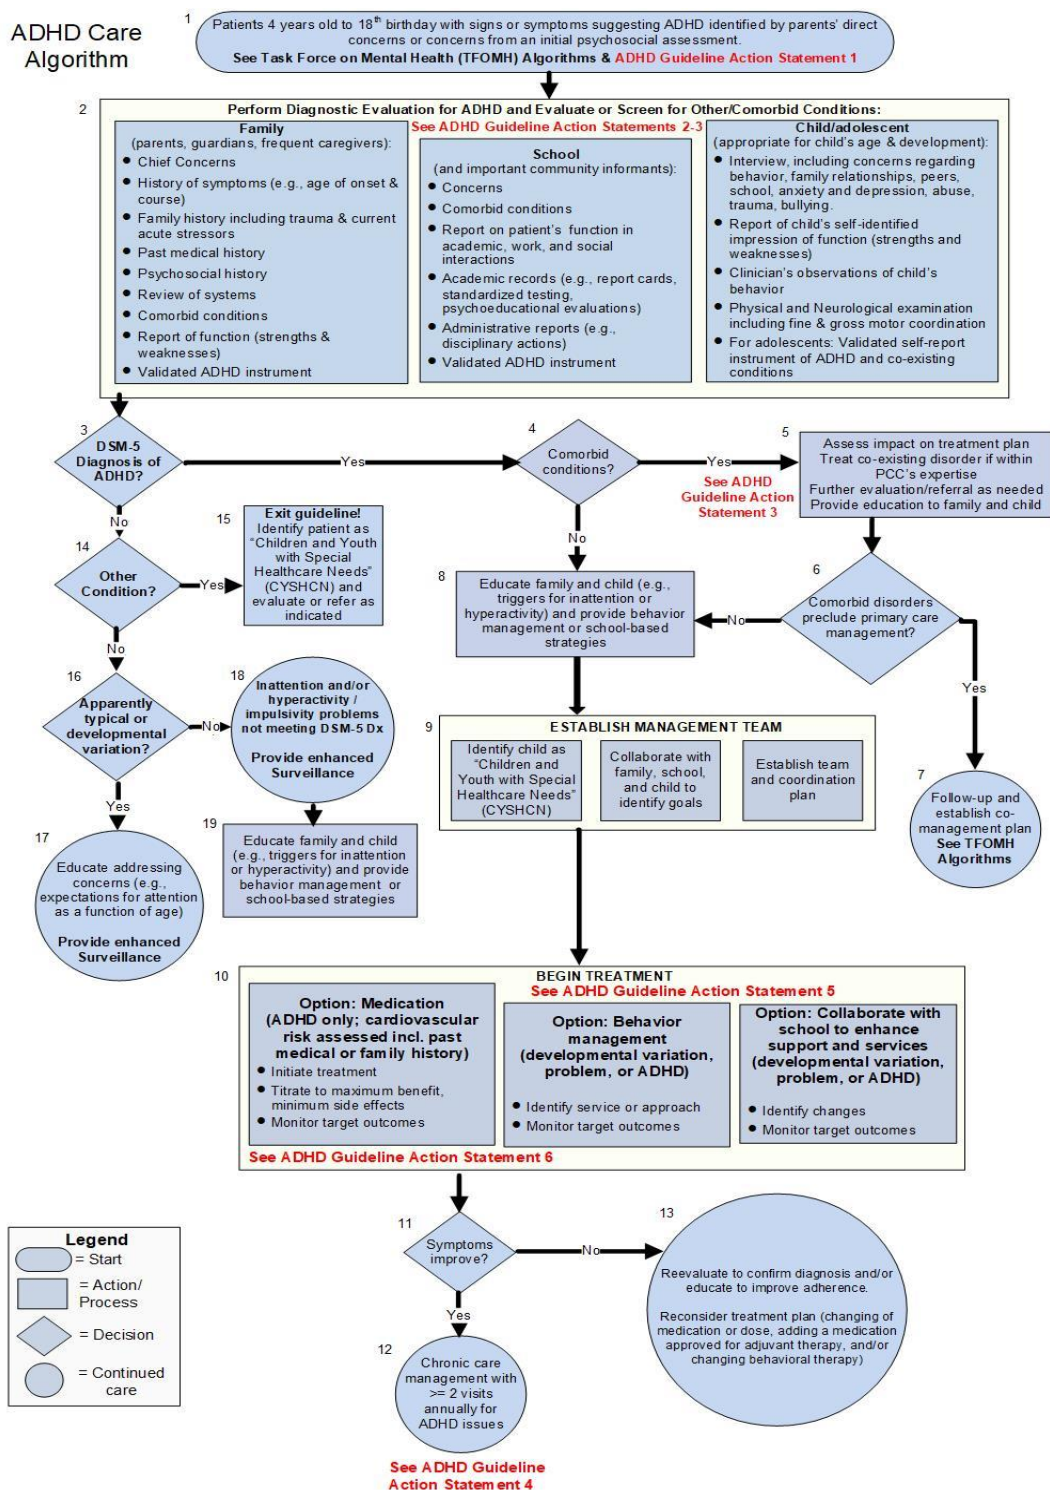 ADHD Care
Algorithm
1
Patients 4 years old to 18th birthday with signs or symptoms suggesting ADHD identified by parents' direct
concerns or concerns from an initial psychosocial assessment.
See Task Force on Mental Health (TFOMH) Algorithms & ADHD Guideline Action Statement 1
2
Perform Diagnostic Evaluation for ADHD and Evaluate or Screen for Other/Comorbid Conditions:
See ADHD Guideline Action Statements 2-3
Family
(parents, guardians, frequent caregivers):
● Chief Concerns
● History of symptoms (e.g., age of onset &
course)
● Family history including trauma & current
acute stressors
● Past medical history
● Psychosocial history
● Review of systems
● Comorbid conditions
● Report of function (strengths &
weaknesses)
● Validated ADHD instrument
School
(and important community informants):
● Concerns
● Comorbid conditions
● Report on patient's function in
academic, work, and social
interactions
● Academic records (e.g., report cards,
standardized testing,
psychoeducational evaluations)
● Administrative reports (e.g.,
disciplinary actions)
● Validated ADHD instrument
Child/adolescent
(appropriate for child's age & development):
● Interview, including concerns regarding
behavior, family relationships, peers,
school, anxiety and depression, abuse,
trauma, bullying.
● Report of child's self-identified
impression of function (strengths and
weaknesses)
● Clinician's observations of child's
behavior
● Physical and Neurological examination
including fine & gross motor coordination
● For adolescents: Validated self-report
instrument of ADHD and co-existing
conditions
3
DSM-5
Diagnosis of
ADHD?
Yes
4
Comorbid
conditions?
Yes
See ADHD
Guideline Action
Statement 3
5
Assess impact on treatment plan
Treat co-existing disorder if within
PCC's expertise
Further evaluation/referral as needed
Provide education to family and child
No
14
Other
Condition?
Yes
15
Exit guideline!
Identify patient as
"Children and Youth
with Special
Healthcare Needs"
(CYSHCN) and
evaluate or refer as
indicated
No
8
Educate family and child (e.g.,
triggers for inattention or
hyperactivity) and provide behavior
management or school-based
strategies
No
6
Comorbid disorders
preclude primary care
management?
Yes
No
16
Apparently
typical or
developmental
variation?
No
18
Inattention and/or
hyperactivity /
impulsivity problems
not meeting DSM-5 Dx
Provide enhanced
Surveillance
9
ESTABLISH MANAGEMENT TEAM
Identify child as
"Children and
Youth with Special
Healthcare Needs"
(CYSHCN)
Collaborate with
family, school,
and child to
identify goals
Establish team
and coordination
plan
7
Follow-up and
establish co-
management plan
See TFOMH
Algorithms
Yes
17
Educate addressing
concerns (e.g.,
expectations for attention
as a function of age)
Provide enhanced
Surveillance
19
Educate family and child
(e.g., triggers for inattention
or hyperactivity) and provide
behavior management or
school-based strategies
10
BEGIN TREATMENT
See ADHD Guideline Action Statement 5
Option: Medication
(ADHD only; cardiovascular
risk assessed incl. past
medical or family history)
● Initiate treatment
● Titrate to maximum benefit,
minimum side effects
● Monitor target outcomes
Option: Behavior
management
(developmental variation,
problem, or ADHD)
● Identify service or approach
● Monitor target outcomes
Option: Collaborate with
school to enhance
support and services
(developmental variation,
problem, or ADHD)
● Identify changes
● Monitor target outcomes
See ADHD Guideline Action Statement 6
11
Symptoms
improve?
No
13
Reevaluate to confirm diagnosis and/or
educate to improve adherence.
Reconsider treatment plan (changing of
medication or dose, adding a medication
approved for adjuvant therapy, and/or
changing behavioral therapy)
Yes
12
Chronic care
management with
>= 2 visits
annually for
ADHD issues
See ADHD Guideline
Action Statement 4
Legend
= Start
= Action/
Process
= Decision
= Continued
care